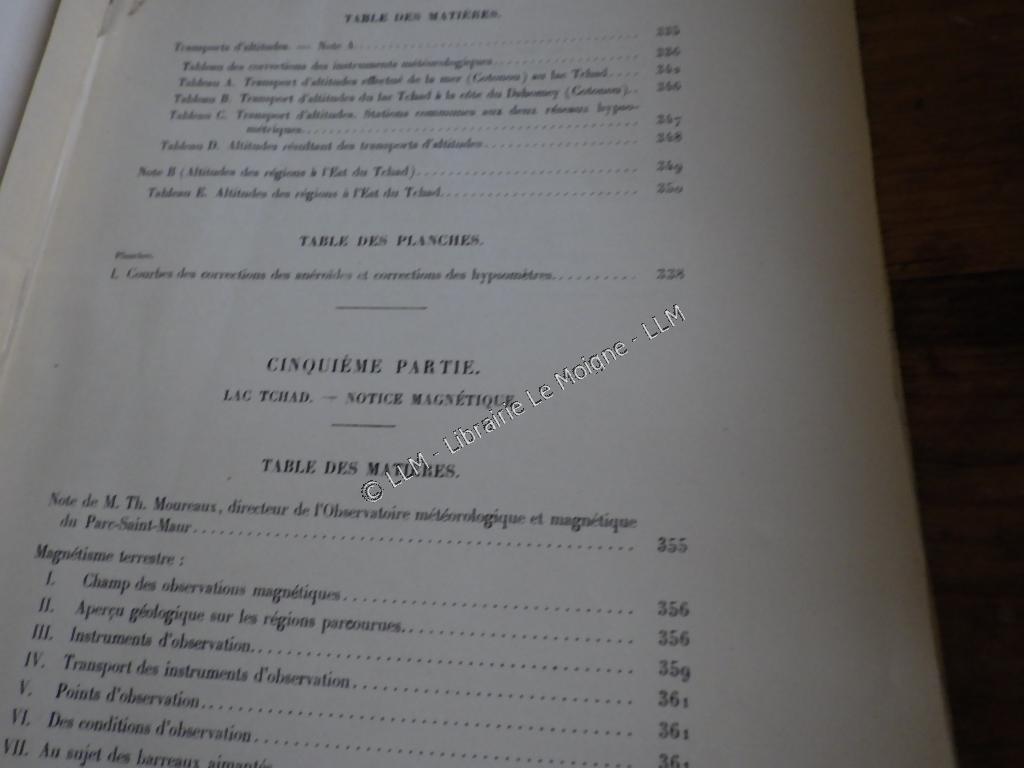 TABLE DES MATIÈRES.
Transports d'altitudes. — Note A 335
Tableau des corrections des instruments météorologiques 336
Tableau A. Transport d'altitudes effectué de la mer (Cotonou) au lac Tchad
Tableau B. Transport d'altitudes du lac Tchad à la côte du Dahomey (Cotonou) 346
Tableau C. Transport d'altitudes. Stations communes aux deux réseaux hypso-
métriques 347
Tableau D. Altitudes résultant des transports d'altitudes 348
Note B (Altitudes des régions à l'Est du Tchad) 349
Tableau E. Altitudes des régions à l'Est du Tchad 350
TABLE DES PLANCHES.
Planches.
I. Courbes des corrections des anéroïdes et corrections des hypsomètres 338
CINQUIÈME PARTIE.
LAC TCHAD. — NOTICE MAGNÉTIQUE
TABLE DES MATIÈRES.
Note de M. Th. Moureaux, directeur de l'Observatoire météorologique et magnétique
du Parc-Saint-Maur 355
Magnétisme terrestre :
I. Champ des observations magnétiques 356
II. Aperçu géologique sur les régions parcourues 356
III. Instruments d'observation 359
IV. Transport des instruments d'observation 361
V. Points d'observation 361
VI. Des conditions d'observation 361
VII. Au sujet des barreaux aimantés
© LLM - Librairie Le Moigne - LLM